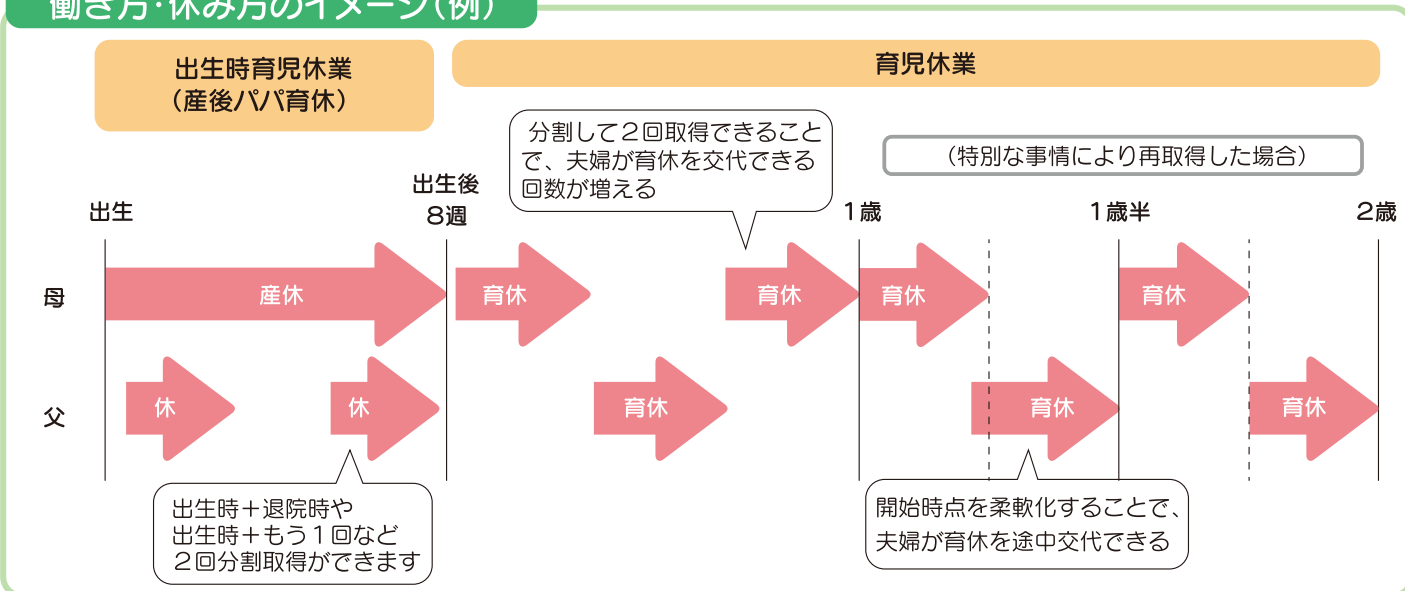 働き方・休み方のイメージ（例）
出生時育児休業
（産後パパ育休）
育児休業
分割して２回取得できること
で、夫婦が育休を交代できる
回数が増える
（特別な事情により再取得した場合）
出生
出生後
８週
１歳
１歳半
２歳
母
産休
育休
育休
育休
育休
父
休
休
育休
育休
育休
出生時＋退院時や
出生時＋もう１回など
２回分割取得ができます
開始時点を柔軟化することで、
夫婦が育休を途中交代できる